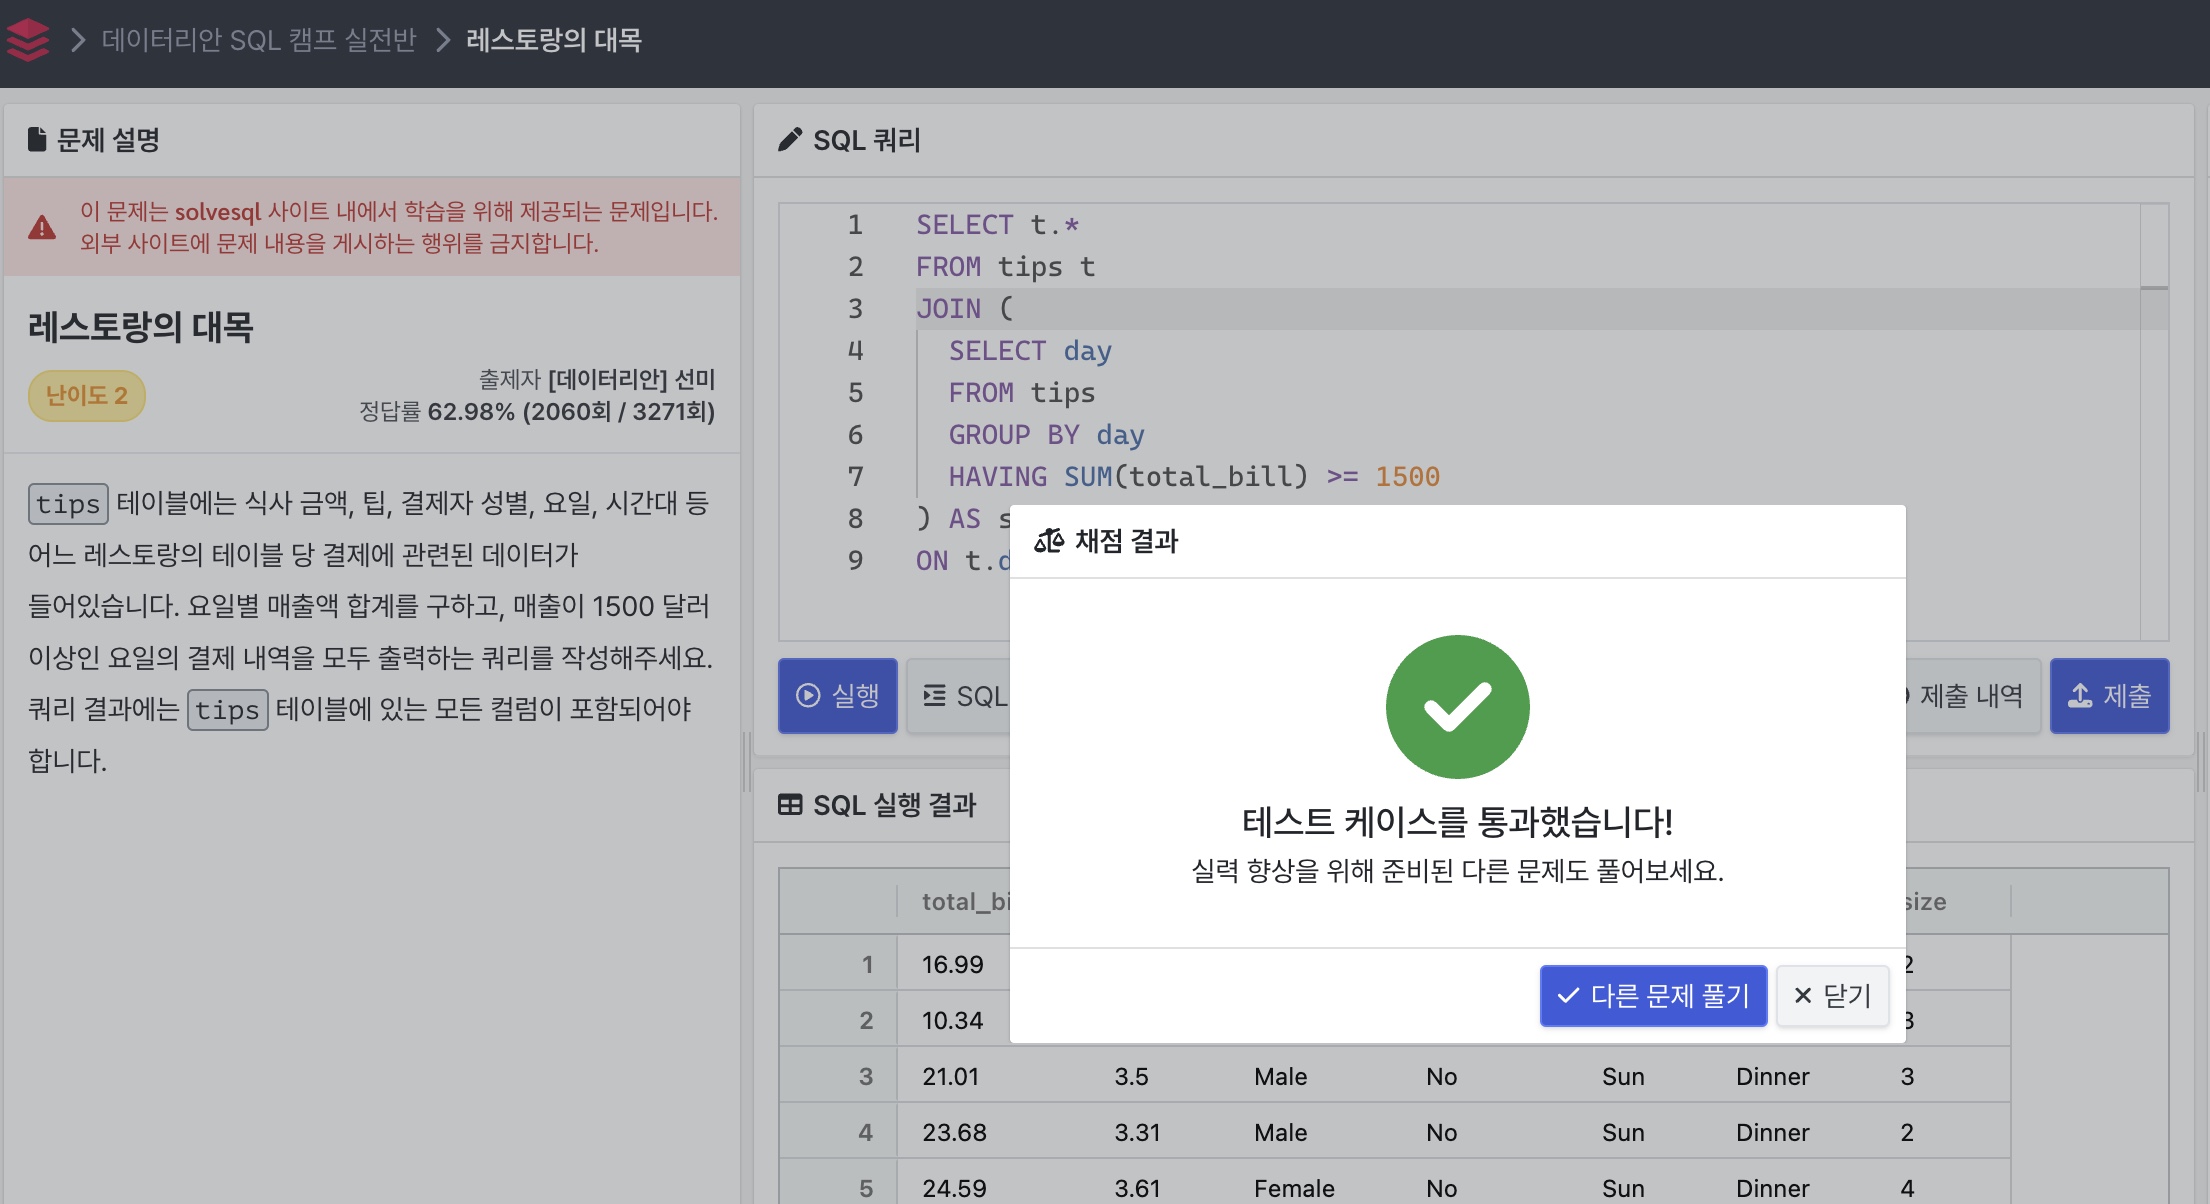 데이터리안 SQL 캠프 실전반 레스토랑의 대목
문제 설명
이 문제는 solvesql 사이트 내에서 학습을 위해 제공되는 문제입니다.
외부 사이트에 문제 내용을 게시하는 행위를 금지합니다.
레스토랑의 대목
난이도 2
출제자 [데이터리안] 선미
정답률 62.98% (2060회 / 3271회)
tips 테이블에는 식사 금액, 팁, 결제자 성별, 요일, 시간대 등
어느 레스토랑의 테이블 당 결제에 관련된 데이터가
들어있습니다. 요일별 매출액 합계를 구하고, 매출이 1500 달러
이상인 요일의 결제 내역을 모두 출력하는 쿼리를 작성해주세요.
쿼리 결과에는 tips 테이블에 있는 모든 컬럼이 포함되어야
합니다.
SQL 쿼리
1 SELECT t.*
2 FROM tips t
3 JOIN (
4 SELECT day
5 FROM tips
6 GROUP BY day
7 HAVING SUM(total_bill) >= 1500
8 ) AS s
9 ON t.d
실행 SQL 제출 내역 제출
채점 결과
테스트 케이스를 통과했습니다!
실력 향상을 위해 준비된 다른 문제도 풀어보세요.
다른 문제 풀기 닫기
SQL 실행 결과
total_bi size
1 16.99 2
2 10.34 3
3 21.01 3.5 Male No Sun Dinner 3
4 23.68 3.31 Male No Sun Dinner 2
5 24.59 3.61 Female No Sun Dinner 4